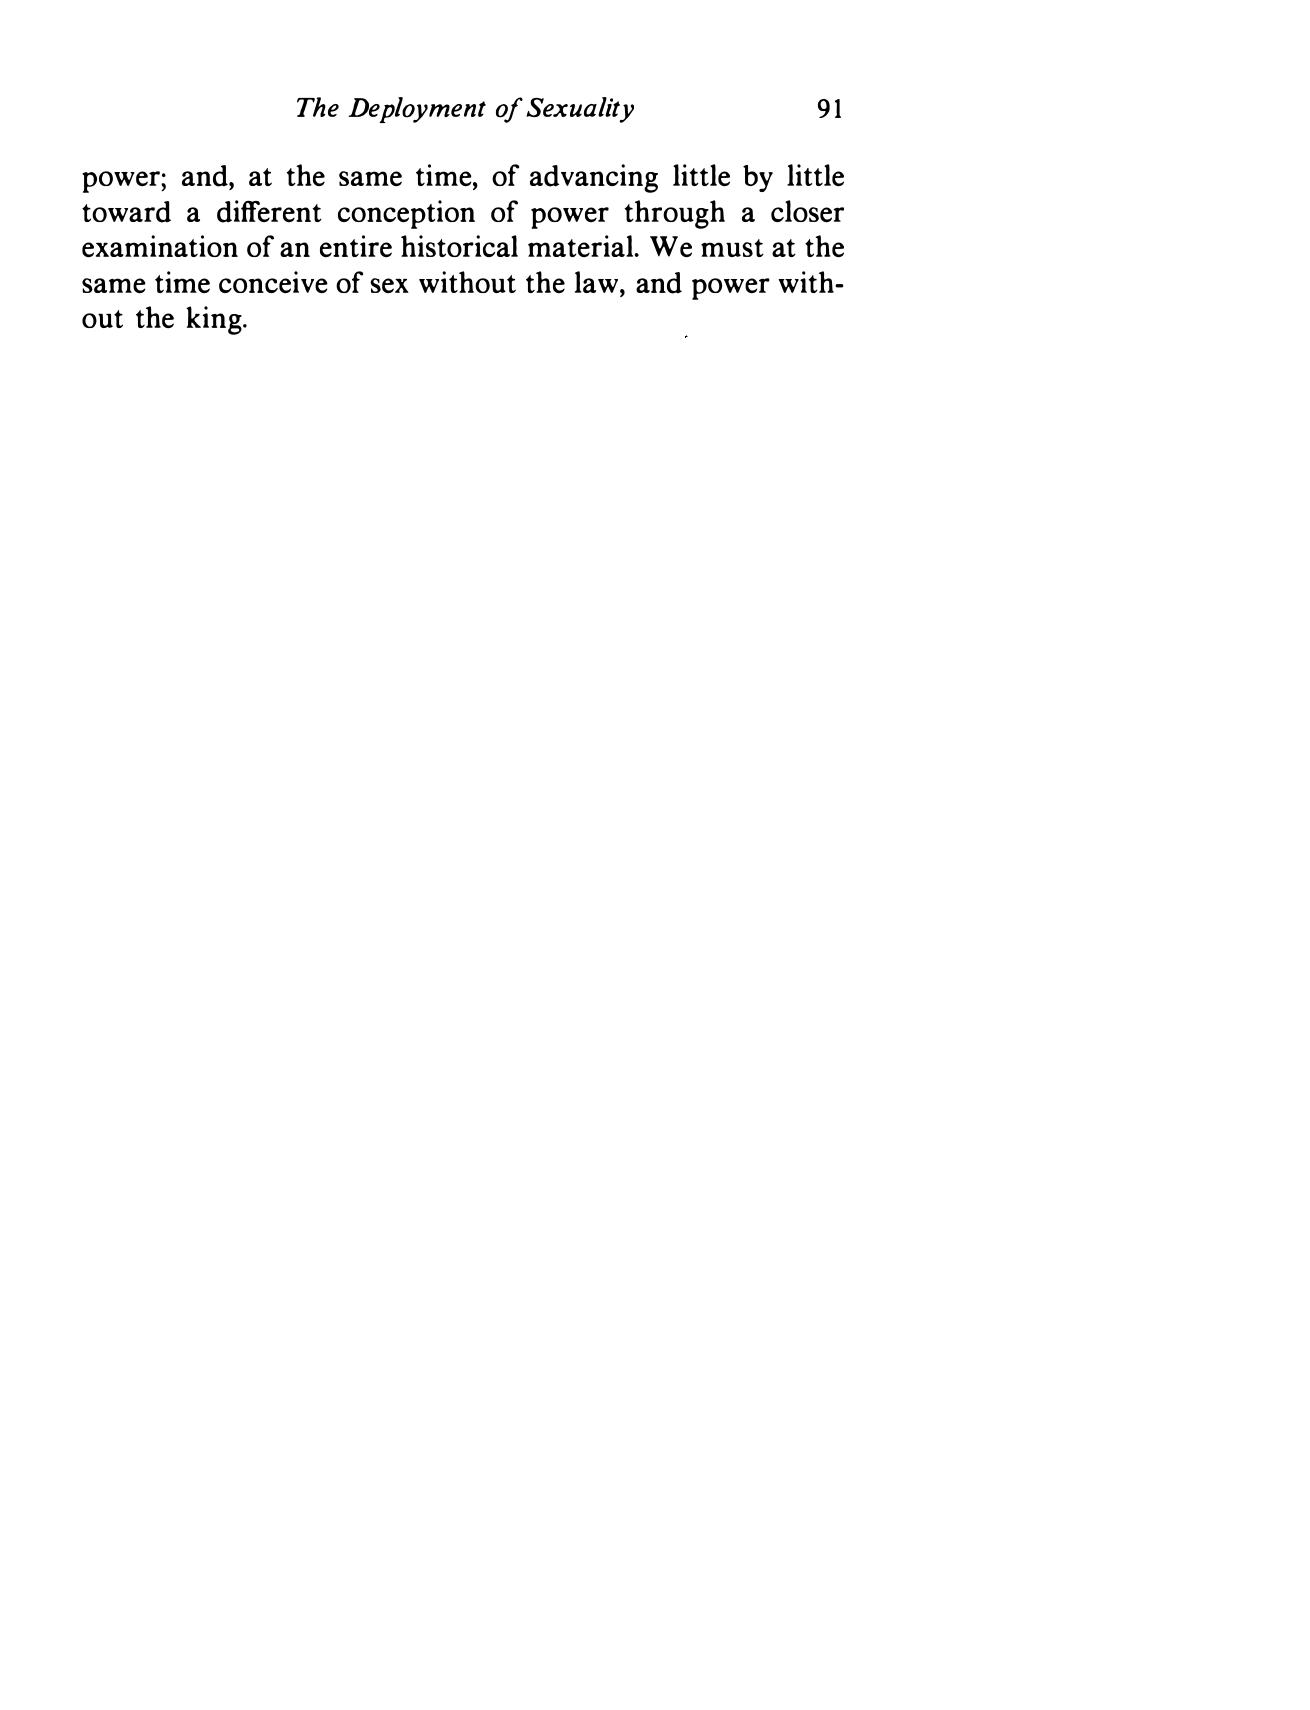 The Deployment of Sexuality 91
power; and, at the same time, of advancing little by little
toward a different conception of power through a closer
examination of an entire historical material. We must at the
same time conceive of sex without the law, and power with-
out the king.